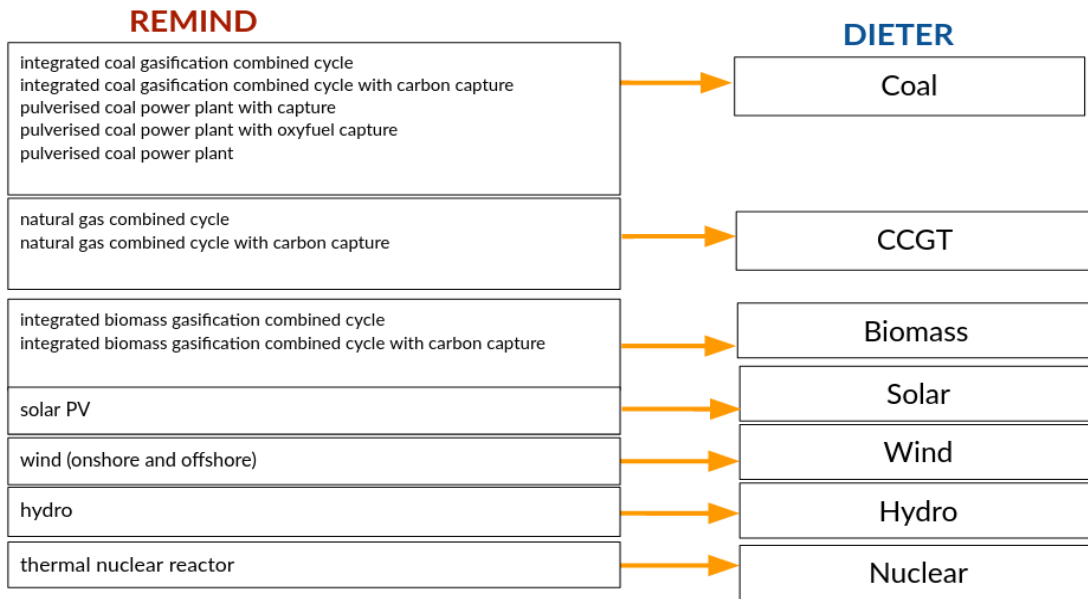 REMIND
DIETER
integrated coal gasification combined cycle
integrated coal gasification combined cycle with carbon capture
pulverised coal power plant with capture
pulverised coal power plant with oxyfuel capture
pulverised coal power plant
Coal
natural gas combined cycle
natural gas combined cycle with carbon capture
CCGT
integrated biomass gasification combined cycle
integrated biomass gasification combined cycle with carbon capture
Biomass
solar PV
Solar
wind (onshore and offshore)
Wind
hydro
Hydro
thermal nuclear reactor
Nuclear